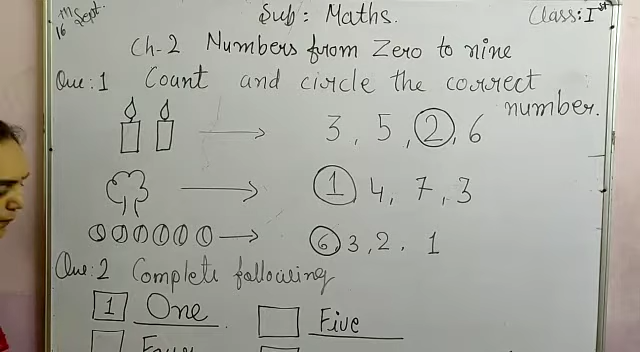 16th Sept. Sub: Maths. Class: Ist
Ch-2 Numbers from Zero to nine
Que:1 Count and circle the correct
number.
3, 5, 2, 6
1, 4, 7, 3
6, 3, 2. 1
Que:2 Complete following
1 One Five
Four